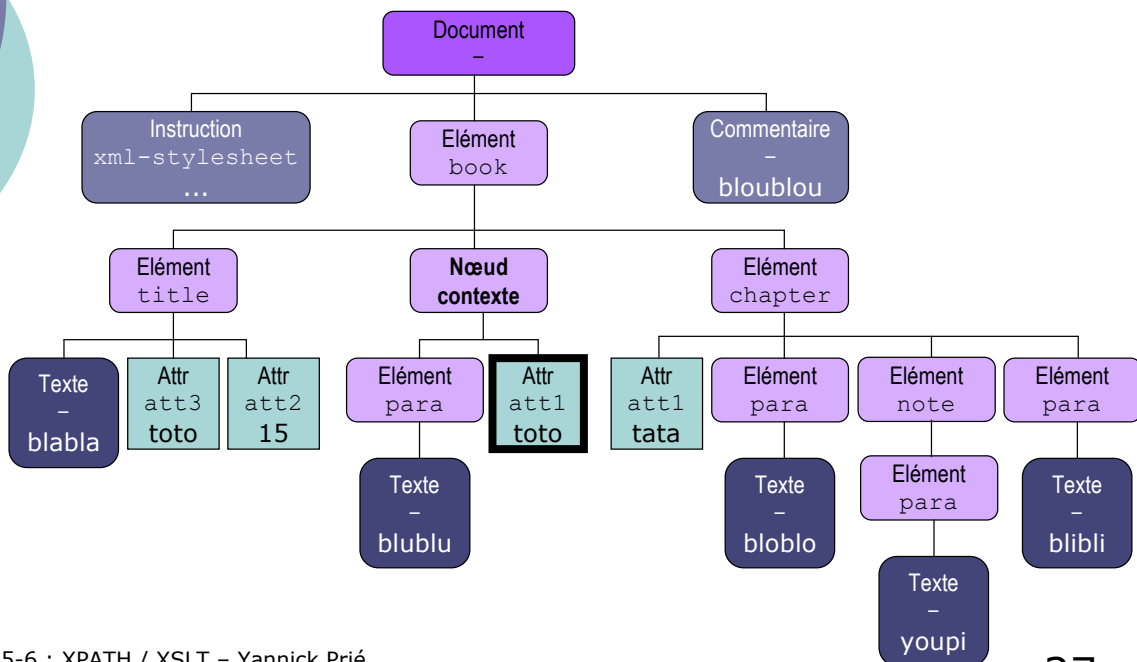 Document
–
Instruction
xml-stylesheet
...
Elément
book
Commentaire
–
bloublou
Elément
title
Nœud
contexte
Elément
chapter
Texte
–
blabla
Attr
att3
toto
Attr
att2
15
Elément
para
Attr
att1
toto
Attr
att1
tata
Elément
para
Elément
note
Elément
para
Texte
–
blublu
Texte
–
bloblo
Elément
para
Texte
–
blibli
Texte
–
youpi
5-6 : XPATH / XSLT – Yannick Prié